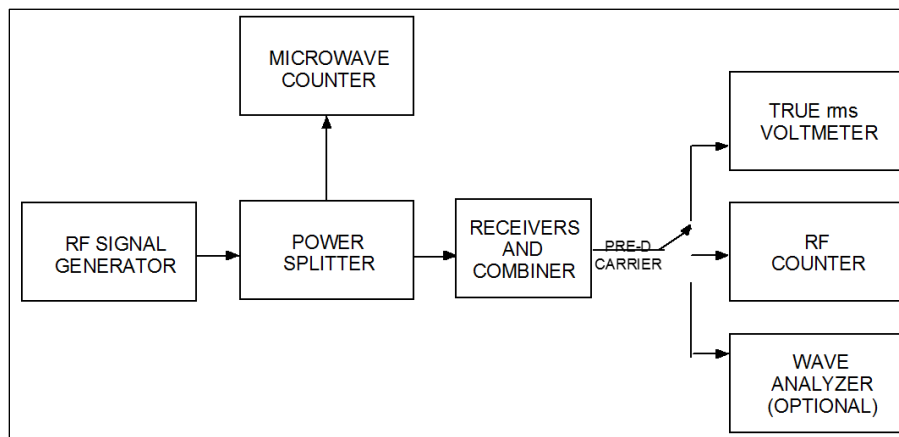 MICROWAVE
COUNTER
TRUE rms
VOLTMETER
RF SIGNAL
GENERATOR
POWER
SPLITTER
RECEIVERS
AND
COMBINER
PRE-D
CARRIER
RF
COUNTER
WAVE
ANALYZER
(OPTIONAL)